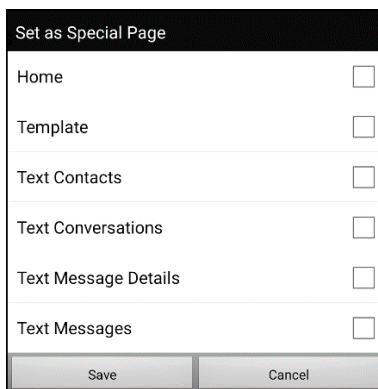 Set as Special Page
Home
Template
Text Contacts
Text Conversations
Text Message Details
Text Messages
Save Cancel